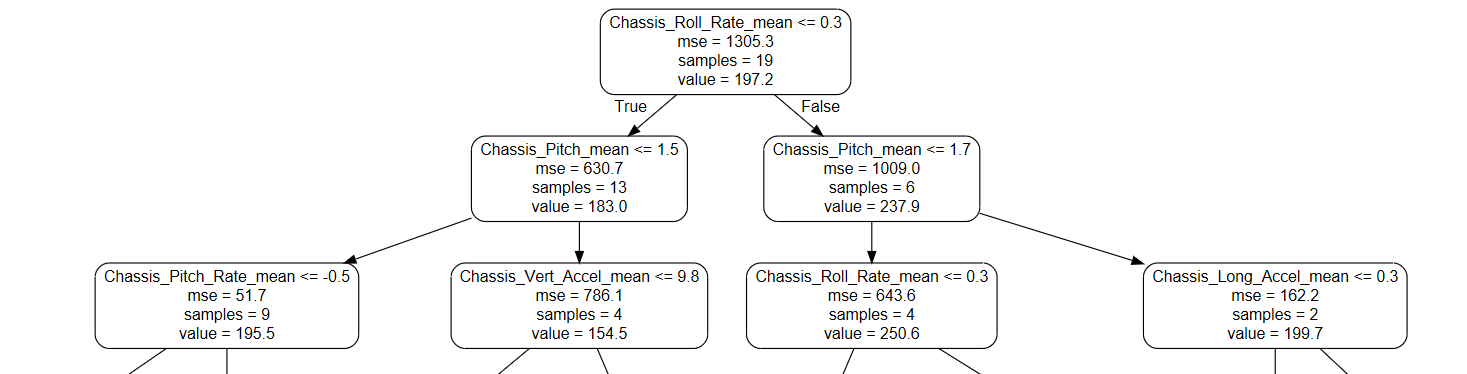 Chassis_Roll_Rate_mean <= 0.3
mse = 1305.3
samples = 19
value = 197.2
True
False
Chassis_Pitch_mean <= 1.5
mse = 630.7
samples = 13
value = 183.0
Chassis_Pitch_mean <= 1.7
mse = 1009.0
samples = 6
value = 237.9
Chassis_Pitch_Rate_mean <= -0.5
mse = 51.7
samples = 9
value = 195.5
Chassis_Vert_Accel_mean <= 9.8
mse = 786.1
samples = 4
value = 154.5
Chassis_Roll_Rate_mean <= 0.3
mse = 643.6
samples = 4
value = 250.6
Chassis_Long_Accel_mean <= 0.3
mse = 162.2
samples = 2
value = 199.7